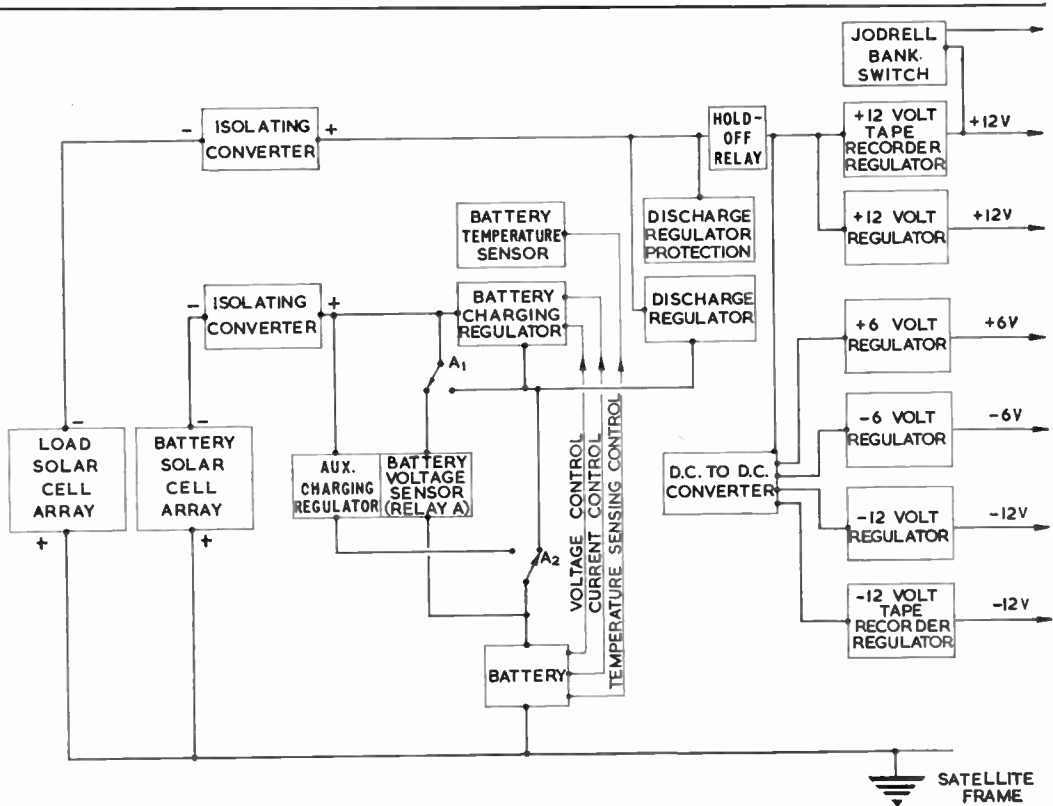 JODRELL
BANK.
SWITCH
- ISOLATING +
CONVERTER
HOLD-
OFF
RELAY
+12 VOLT
TAPE
RECORDER
REGULATOR
+12V
BATTERY
TEMPERATURE
SENSOR
DISCHARGE
REGULATOR
PROTECTION
+12 VOLT
REGULATOR
+12V
- ISOLATING +
CONVERTER
BATTERY
CHARGING
REGULATOR
DISCHARGE
REGULATOR
+6 VOLT
REGULATOR
+6V
A1
-
LOAD
SOLAR
CELL
ARRAY
+
-
BATTERY
SOLAR
CELL
ARRAY
+
AUX.
CHARGING
REGULATOR
BATTERY
VOLTAGE
SENSOR
(RELAY A)
A2
VOLTAGE CONTROL
CURRENT CONTROL
TEMPERATURE SENSING CONTROL
D.C. TO D.C.
CONVERTER
-6 VOLT
REGULATOR
-6V
-12 VOLT
REGULATOR
-12V
-12 VOLT
TAPE
RECORDER
REGULATOR
-12V
BATTERY
SATELLITE
FRAME